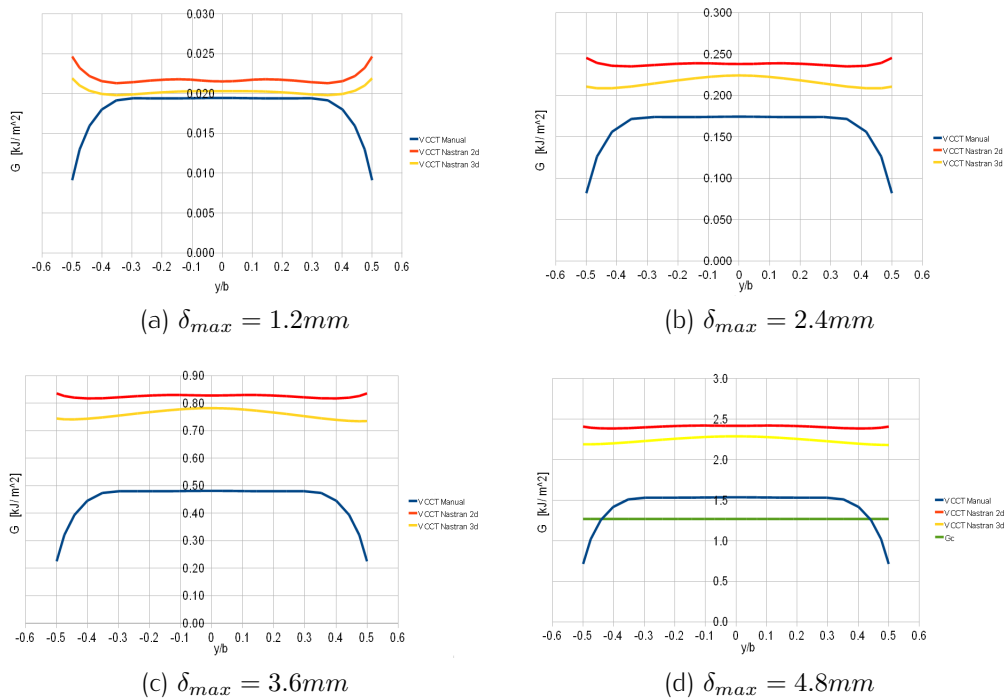 0.030
0.025
0.020
0.015
0.010
0.005
0.000
G [kJ/ m^2]
-0.6 -0.5 -0.4 -0.3 -0.2 -0.1 0.0 0.1 0.2 0.3 0.4 0.5 0.6
y/b
VCCT Manual
VCCT Nastran 2d
VCCT Nastran 3d
(a) δmax = 1.2mm
0.300
0.250
0.200
0.150
0.100
0.050
0.000
G [kJ/ m^2]
-0.6 -0.5 -0.4 -0.3 -0.2 -0.1 0 0.1 0.2 0.3 0.4 0.5 0.6
y/b
VCCT Manual
VCCT Nastran 2d
VCCT Nastran 3d
(b) δmax = 2.4mm
0.90
0.80
0.70
0.60
0.50
0.40
0.30
0.20
0.10
0.00
G [kJ/ m^2]
-0.6 -0.5 -0.4 -0.3 -0.2 -0.1 0.0 0.1 0.2 0.3 0.4 0.5 0.6
y/b
VCCT Manual
VCCT Nastran 2d
VCCT Nastran 3d
(c) δmax = 3.6mm
3.0
2.5
2.0
1.5
1.0
0.5
0.0
G [kJ/ m^2]
-0.6 -0.5 -0.4 -0.3 -0.2 -0.1 0 0.1 0.2 0.3 0.4 0.5 0.6
y/b
VCCT Manual
VCCT Nastran 2d
VCCT Nastran 3d
Gc
(d) δmax = 4.8mm